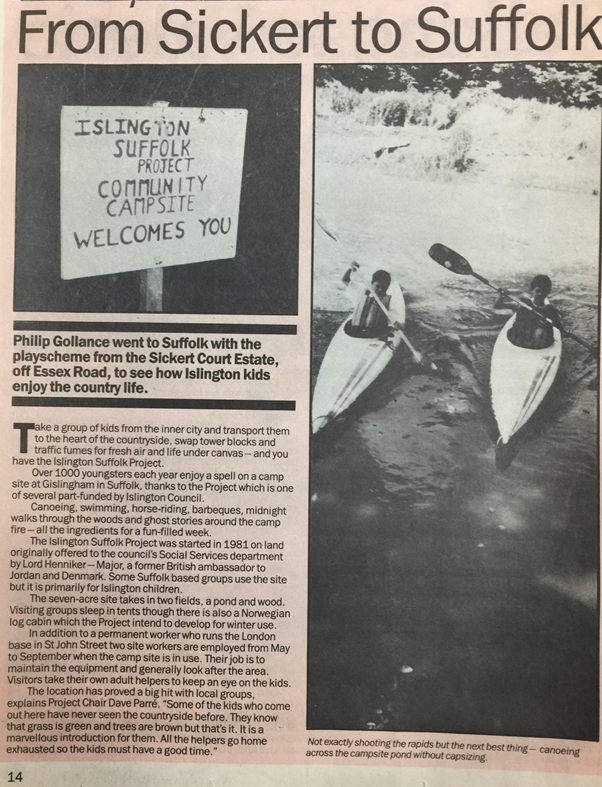 From Sickert to Suffolk
ISLINGTON
SUFFOLK
PROJECT
COMMUNITY
CAMPSITE
WELCOMES YOU
Philip Gollance went to Suffolk with the
playscheme from the Sickert Court Estate,
off Essex Road, to see how Islington kids
enjoy the country life.
Take a group of kids from the inner city and transport them
to the heart of the countryside, swap tower blocks and
traffic fumes for fresh air and life under canvas — and you
have the Islington Suffolk Project.
Over 1000 youngsters each year enjoy a spell on a camp
site at Gislingham in Suffolk, thanks to the Project which is one
of several part-funded by Islington Council.
Canoeing, swimming, horse-riding, barbeques, midnight
walks through the woods and ghost stories around the camp
fire — all the ingredients for a fun-filled week.
The Islington Suffolk Project was started in 1981 on land
originally offered to the council's Social Services department
by Lord Henniker — Major, a former British ambassador to
Jordan and Denmark. Some Suffolk based groups use the site
but it is primarily for Islington children.
The seven-acre site takes in two fields, a pond and wood.
Visiting groups sleep in tents though there is also a Norwegian
log cabin which the Project intend to develop for winter use.
In addition to a permanent worker who runs the London
base in St John Street two site workers are employed from May
to September when the camp site is in use. Their job is to
maintain the equipment and generally look after the area.
Visitors take their own adult helpers to keep an eye on the kids.
The location has proved a big hit with local groups,
explains Project Chair Dave Parré. “Some of the kids who come
out here have never seen the countryside before. They know
that grass is green and trees are brown but that's it. It is a
marvellous introduction for them. All the helpers go home
exhausted so the kids must have a good time.”
Not exactly shooting the rapids but the next best thing — canoeing
across the campsite pond without capsizing.
14